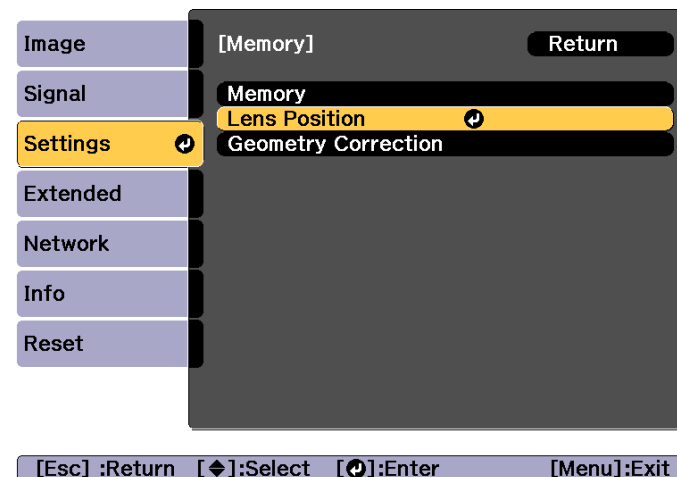 Image
Signal
Settings
Extended
Network
Info
Reset
[Memory] Return
Memory
Lens Position
Geometry Correction
[Esc] :Return [◆]:Select [⏎]:Enter [Menu]:Exit